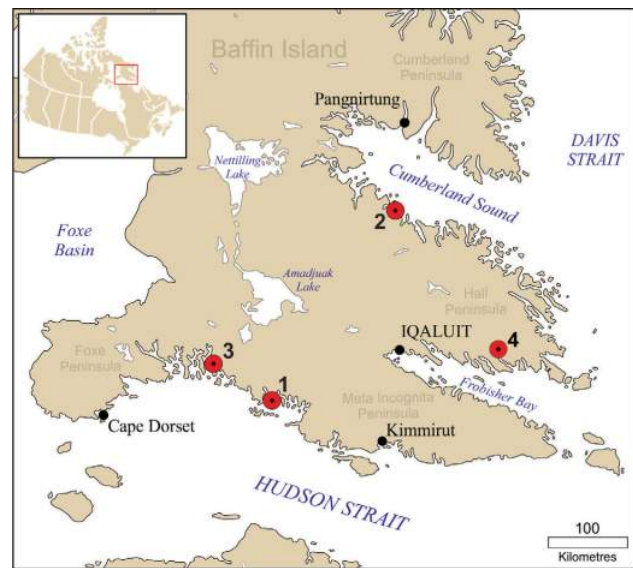 Baffin Island
Cumberland
Peninsula
Pangnirtung
DAVIS
STRAIT
Nettilling
Lake
Cumberland Sound
2
Foxe
Basin
Amadjuak
Lake
Hall
Peninsula
IQALUIT
4
Foxe
Peninsula
3
1
Frobisher Bay
Meta Incognita
Peninsula
Cape Dorset
Kimmirut
HUDSON STRAIT
100
Kilometres